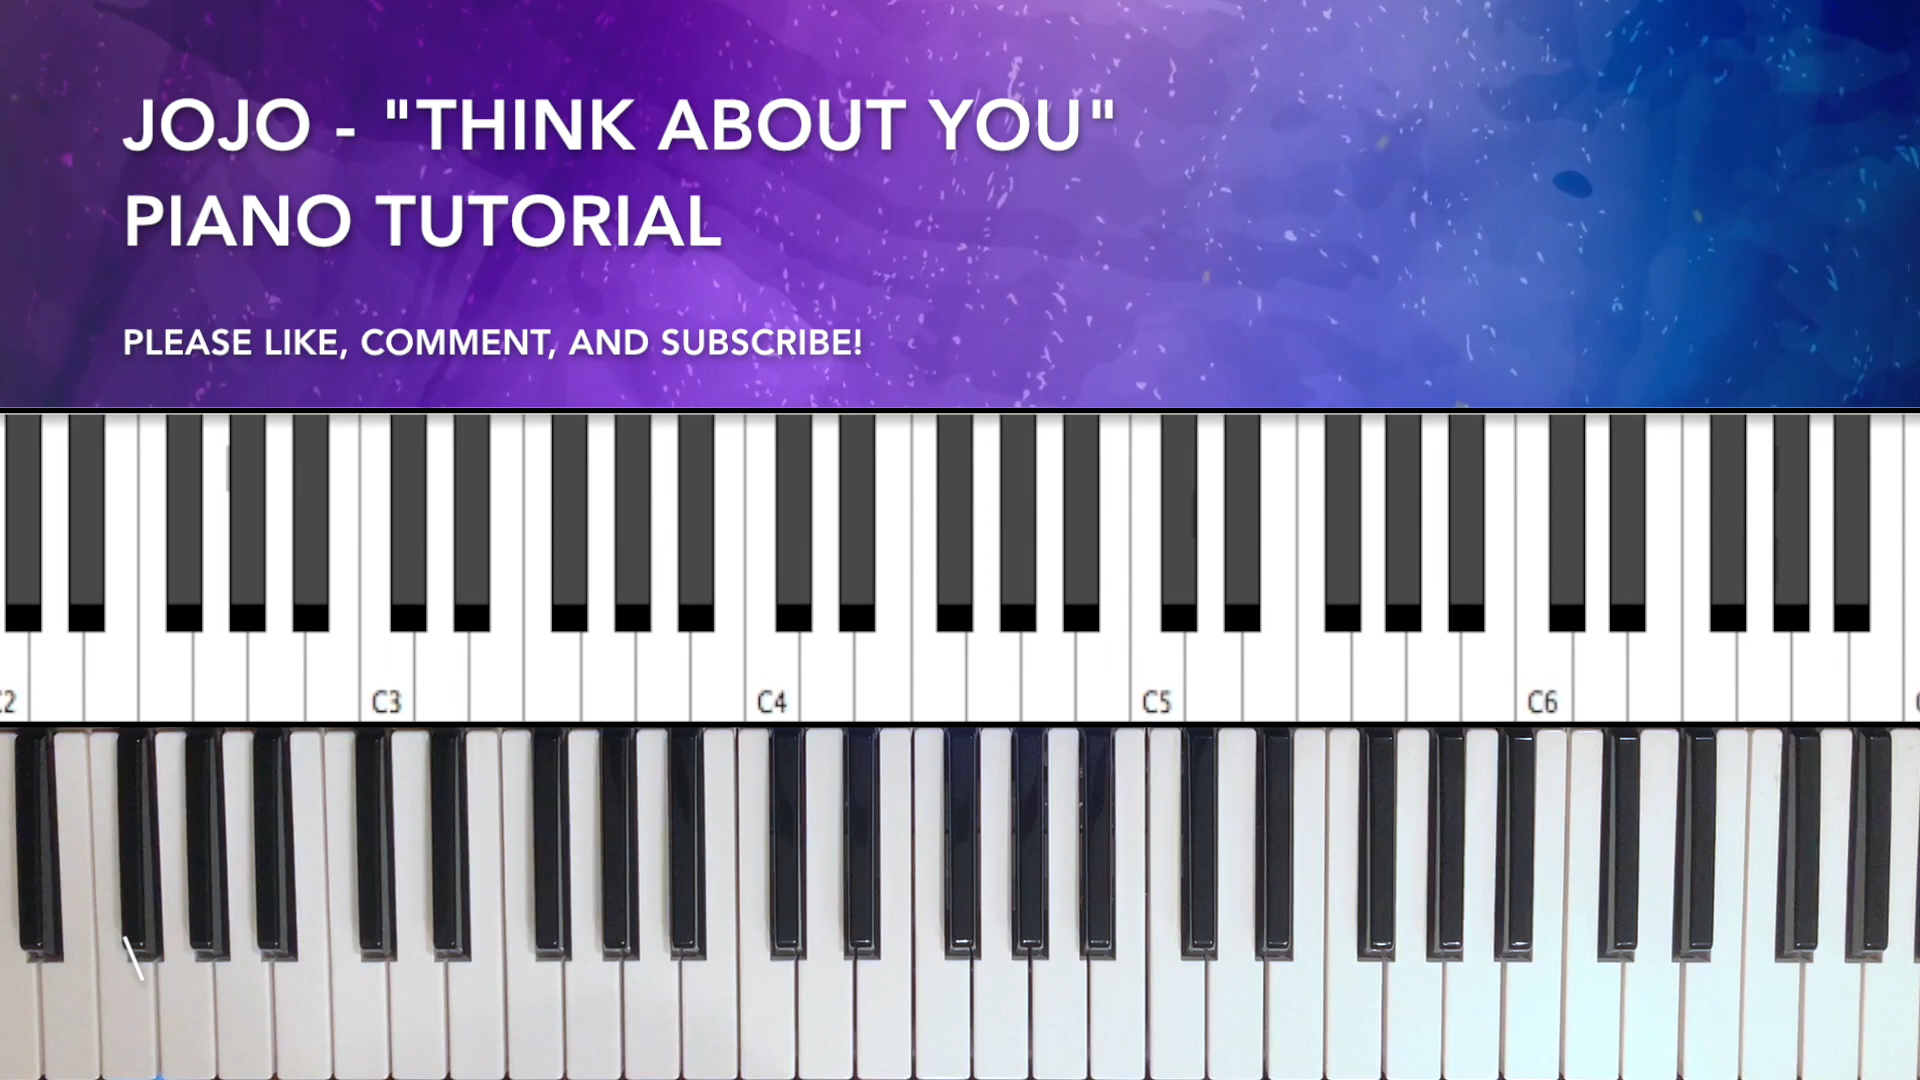 JOJO - "THINK ABOUT YOU"
PIANO TUTORIAL
PLEASE LIKE, COMMENT, AND SUBSCRIBE!
C3 C4 C5 C6